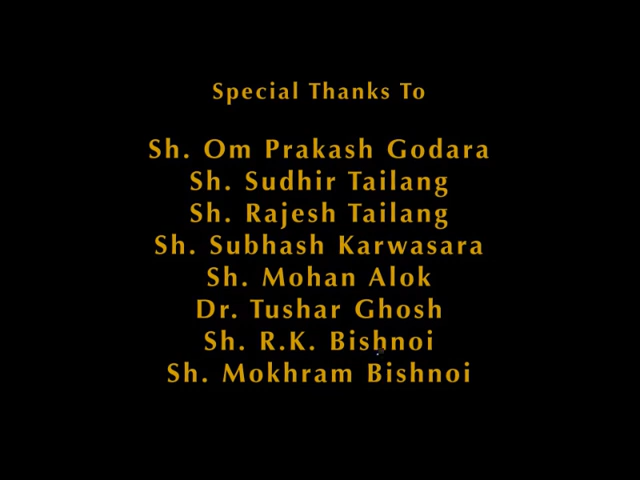 Special Thanks To
Sh. Om Prakash Godara
Sh. Sudhir Tailang
Sh. Rajesh Tailang
Sh. Subhash Karwasara
Sh. Mohan Alok
Dr. Tushar Ghosh
Sh. R.K. Bishnoi
Sh. Mokhram Bishnoi